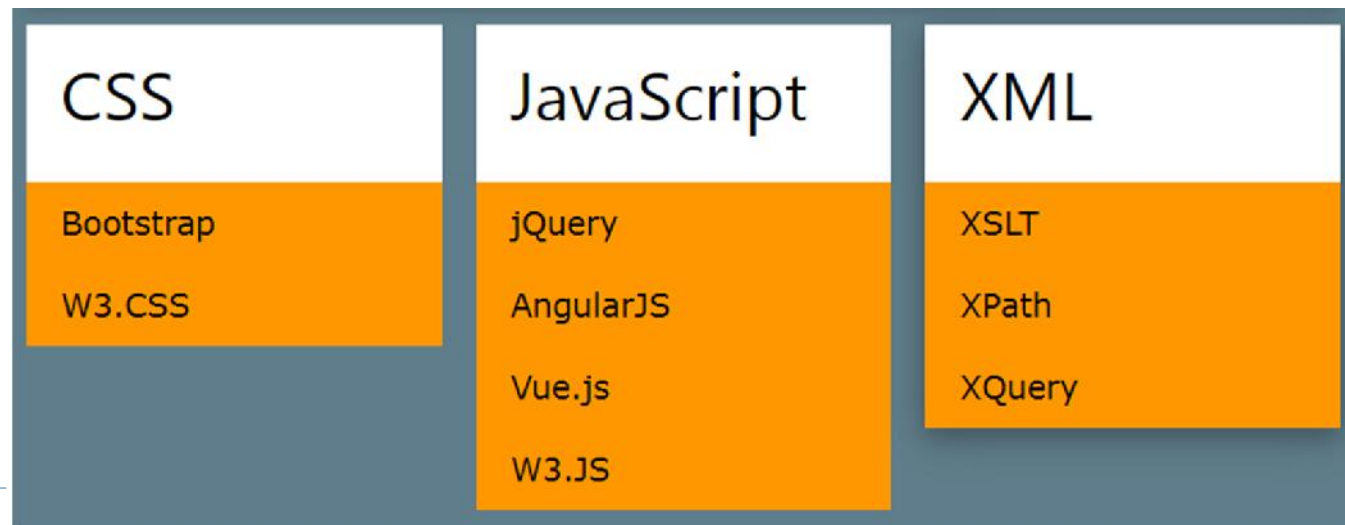 CSS
Bootstrap
W3.CSS
JavaScript
jQuery
AngularJS
Vue.js
W3.JS
XML
XSLT
XPath
XQuery